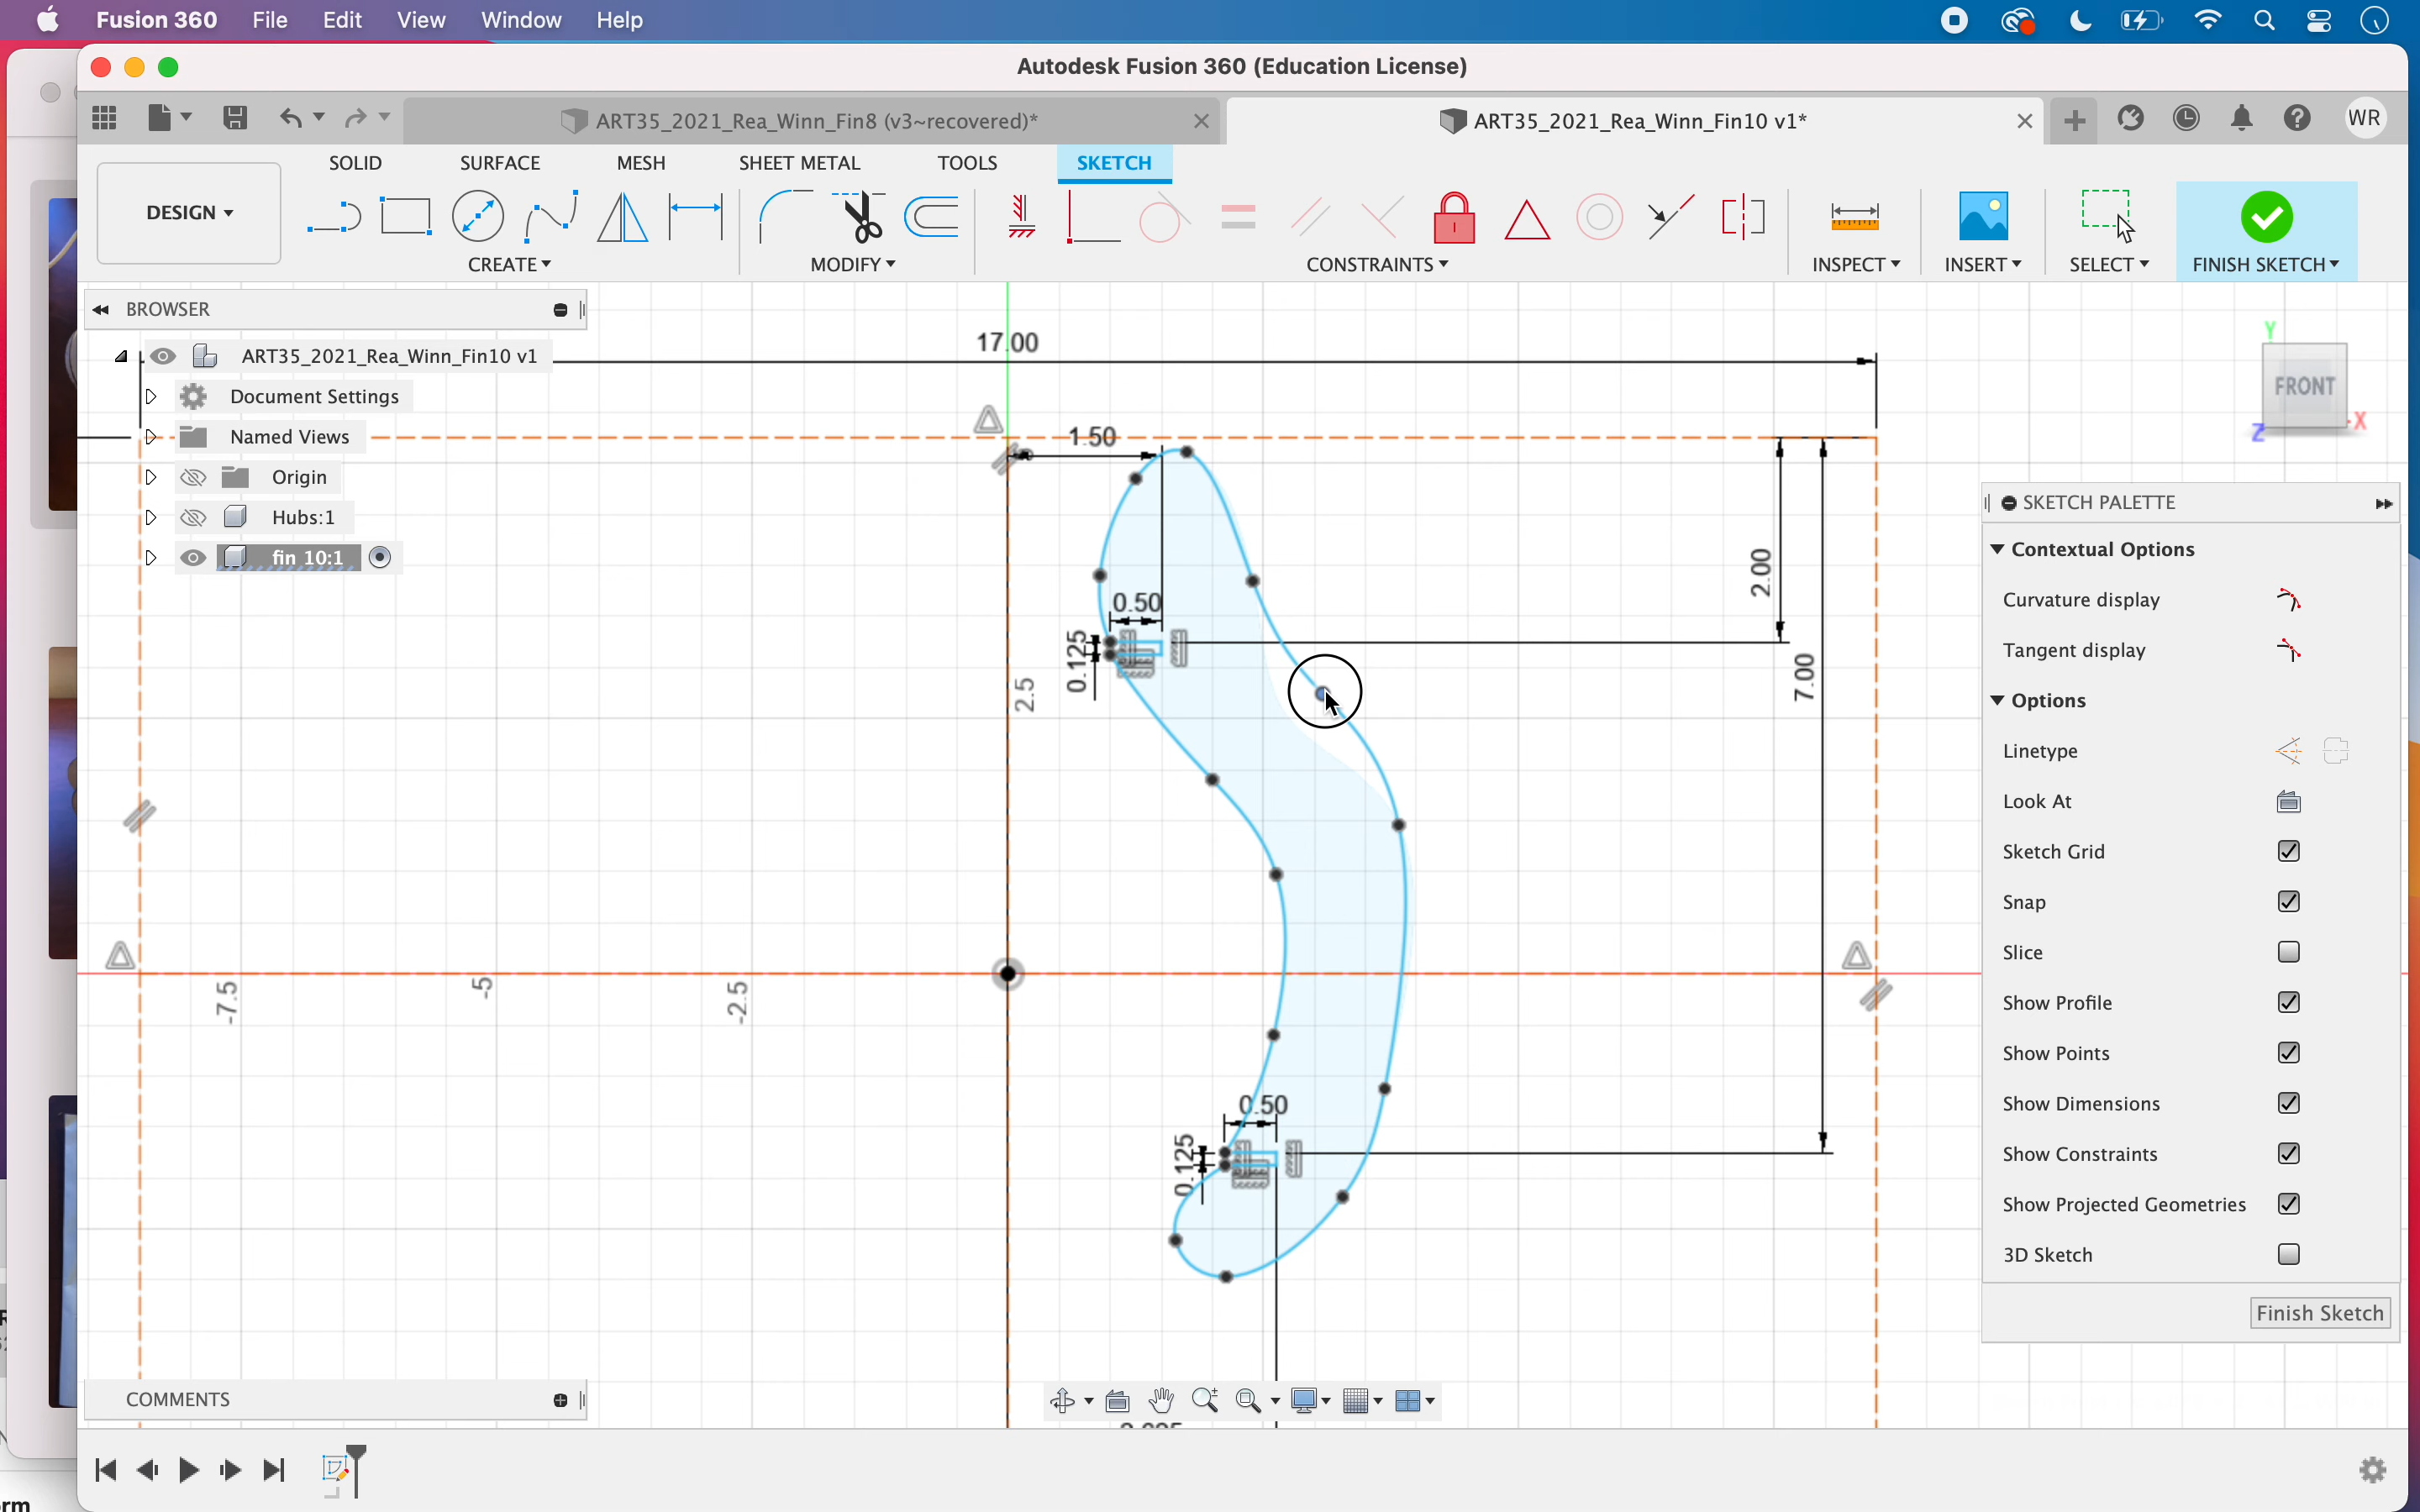 Fusion 360 File Edit View Window Help
Autodesk Fusion 360 (Education License)
ART35_2021_Rea_Winn_Fin8 (v3~recovered)*
ART35_2021_Rea_Winn_Fin10 v1*
WR
DESIGN
SOLID SURFACE MESH SHEET METAL TOOLS SKETCH
CREATE MODIFY CONSTRAINTS INSPECT INSERT SELECT FINISH SKETCH
BROWSER
ART35_2021_Rea_Winn_Fin10 v1
Document Settings
Named Views
Origin
Hubs:1
fin 10:1
17.00
1.50
0.50
0.125
2.5
2.00
7.00
-7.5
-5
-2.5
0.50
0.125
Y
FRONT
X
Z
SKETCH PALETTE
Contextual Options
Curvature display
Tangent display
Options
Linetype
Look At
Sketch Grid
Snap
Slice
Show Profile
Show Points
Show Dimensions
Show Constraints
Show Projected Geometries
3D Sketch
Finish Sketch
COMMENTS